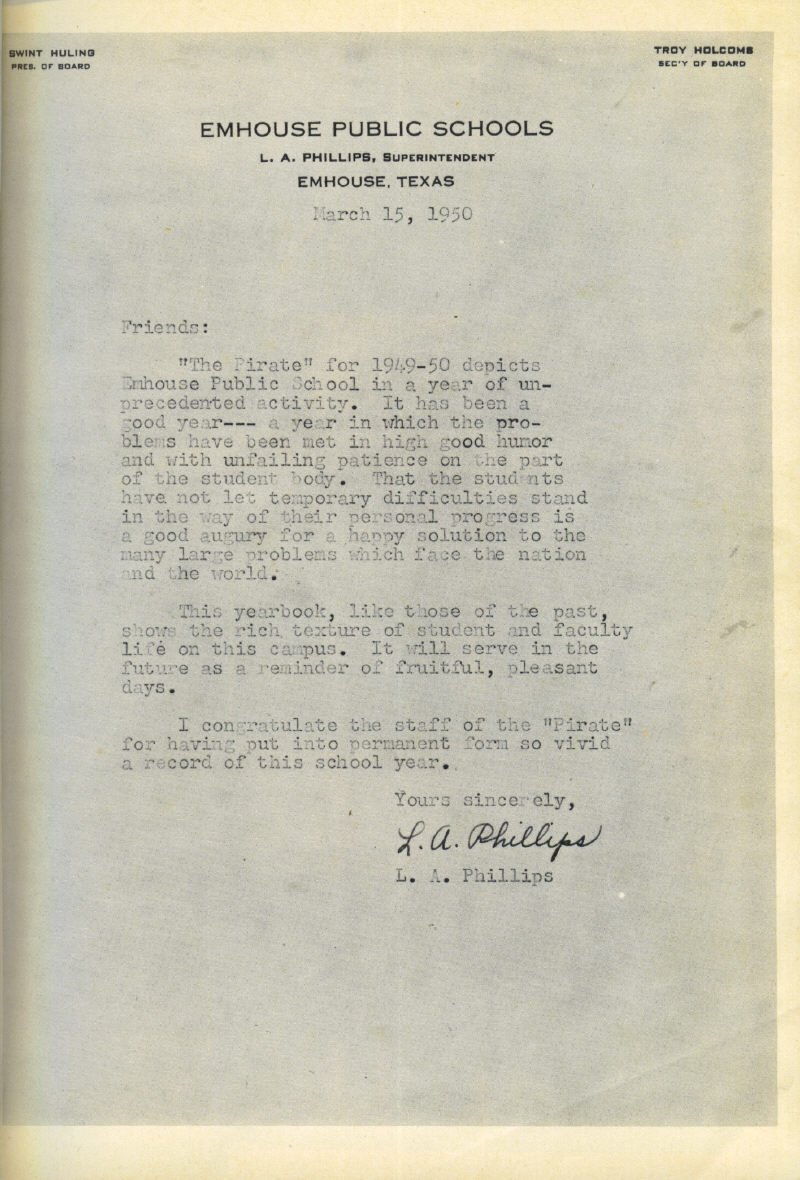 SWINT HULING
PRES. OF BOARD
TROY HOLCOMB
SEC'Y OF BOARD
EMHOUSE PUBLIC SCHOOLS
L. A. PHILLIPS, SUPERINTENDENT
EMHOUSE, TEXAS
March 15, 1950
Friends:
"The Pirate" for 1949-50 depicts
Emhouse Public School in a year of un-
precedented activity. It has been a
good year--- a year in which the pro-
blems have been met in high good humor
and with unfailing patience on the part
of the student body. That the students
have not let temporary difficulties stand
in the way of their personal progress is
a good augury for a happy solution to the
many large problems which face the nation
and the world.
This yearbook, like those of the past,
shows the rich texture of student and faculty
life on this campus. It will serve in the
future as a reminder of fruitful, pleasant
days.
I congratulate the staff of the "Pirate"
for having put into permanent form so vivid
a record of this school year.
Yours sincerely,
L. A. Phillips
L. A. Phillips